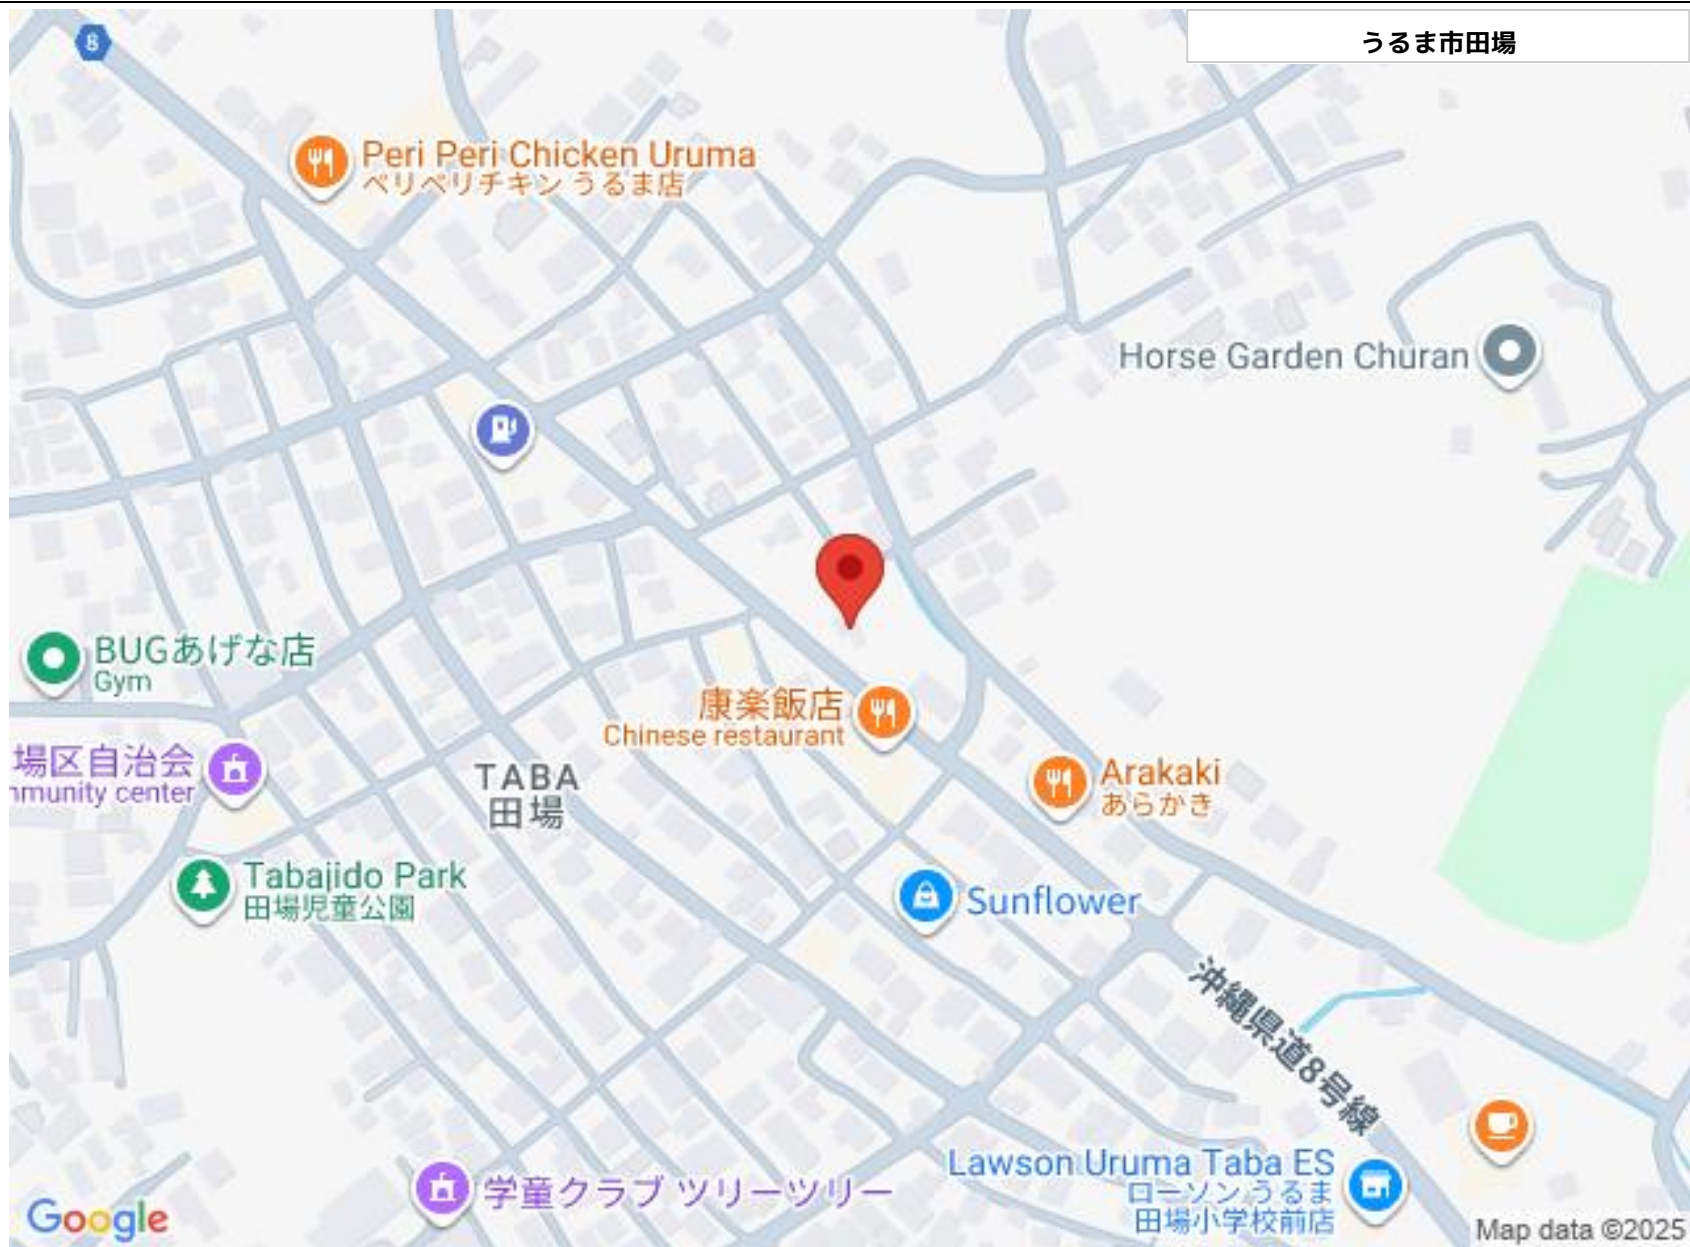 うるま市田場
8
Peri Peri Chicken Uruma
ペリペリチキン うるま店
Horse Garden Churan
BUGあげな店
Gym
康楽飯店
Chinese restaurant
場区自治会
mmunity center
TABA
田場
Arakaki
あらかき
Tabajido Park
田場児童公園
Sunflower
沖縄県道8号線
Lawson Uruma Taba ES
ローソン うるま
田場小学校前店
学童クラブ ツリーツリー
Google
Map data ©2025